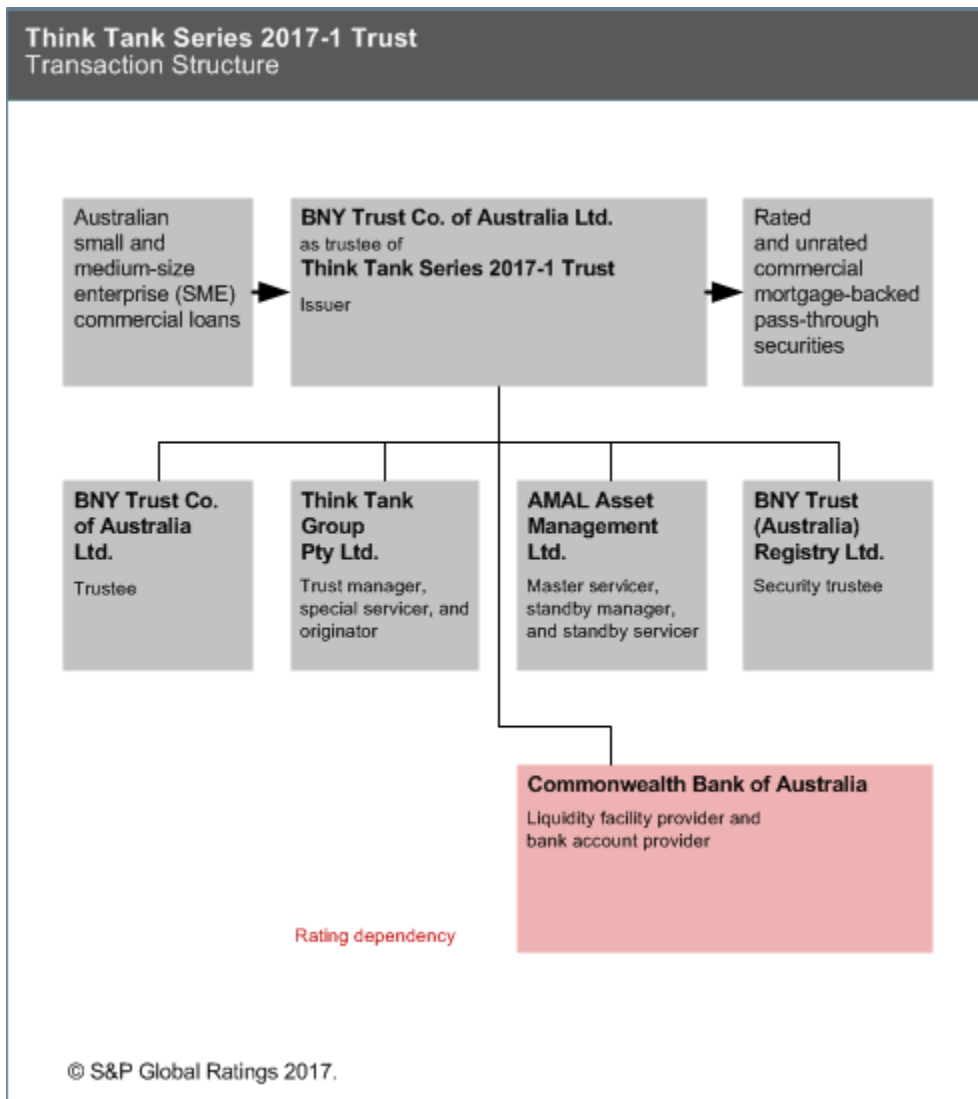 Think Tank Series 2017-1 Trust
Transaction Structure
Australian
small and
medium-size
enterprise (SME)
commercial loans
BNY Trust Co. of Australia Ltd.
as trustee of
Think Tank Series 2017-1 Trust
Issuer
Rated
and unrated
commercial
mortgage-backed
pass-through
securities
BNY Trust Co.
of Australia
Ltd.
Trustee
Think Tank
Group
Pty Ltd.
Trust manager,
special servicer, and
originator
AMAL Asset
Management
Ltd.
Master servicer,
standby manager,
and standby servicer
BNY Trust
(Australia)
Registry Ltd.
Security trustee
Commonwealth Bank of Australia
Liquidity facility provider and
bank account provider
Rating dependency
© S&P Global Ratings 2017.